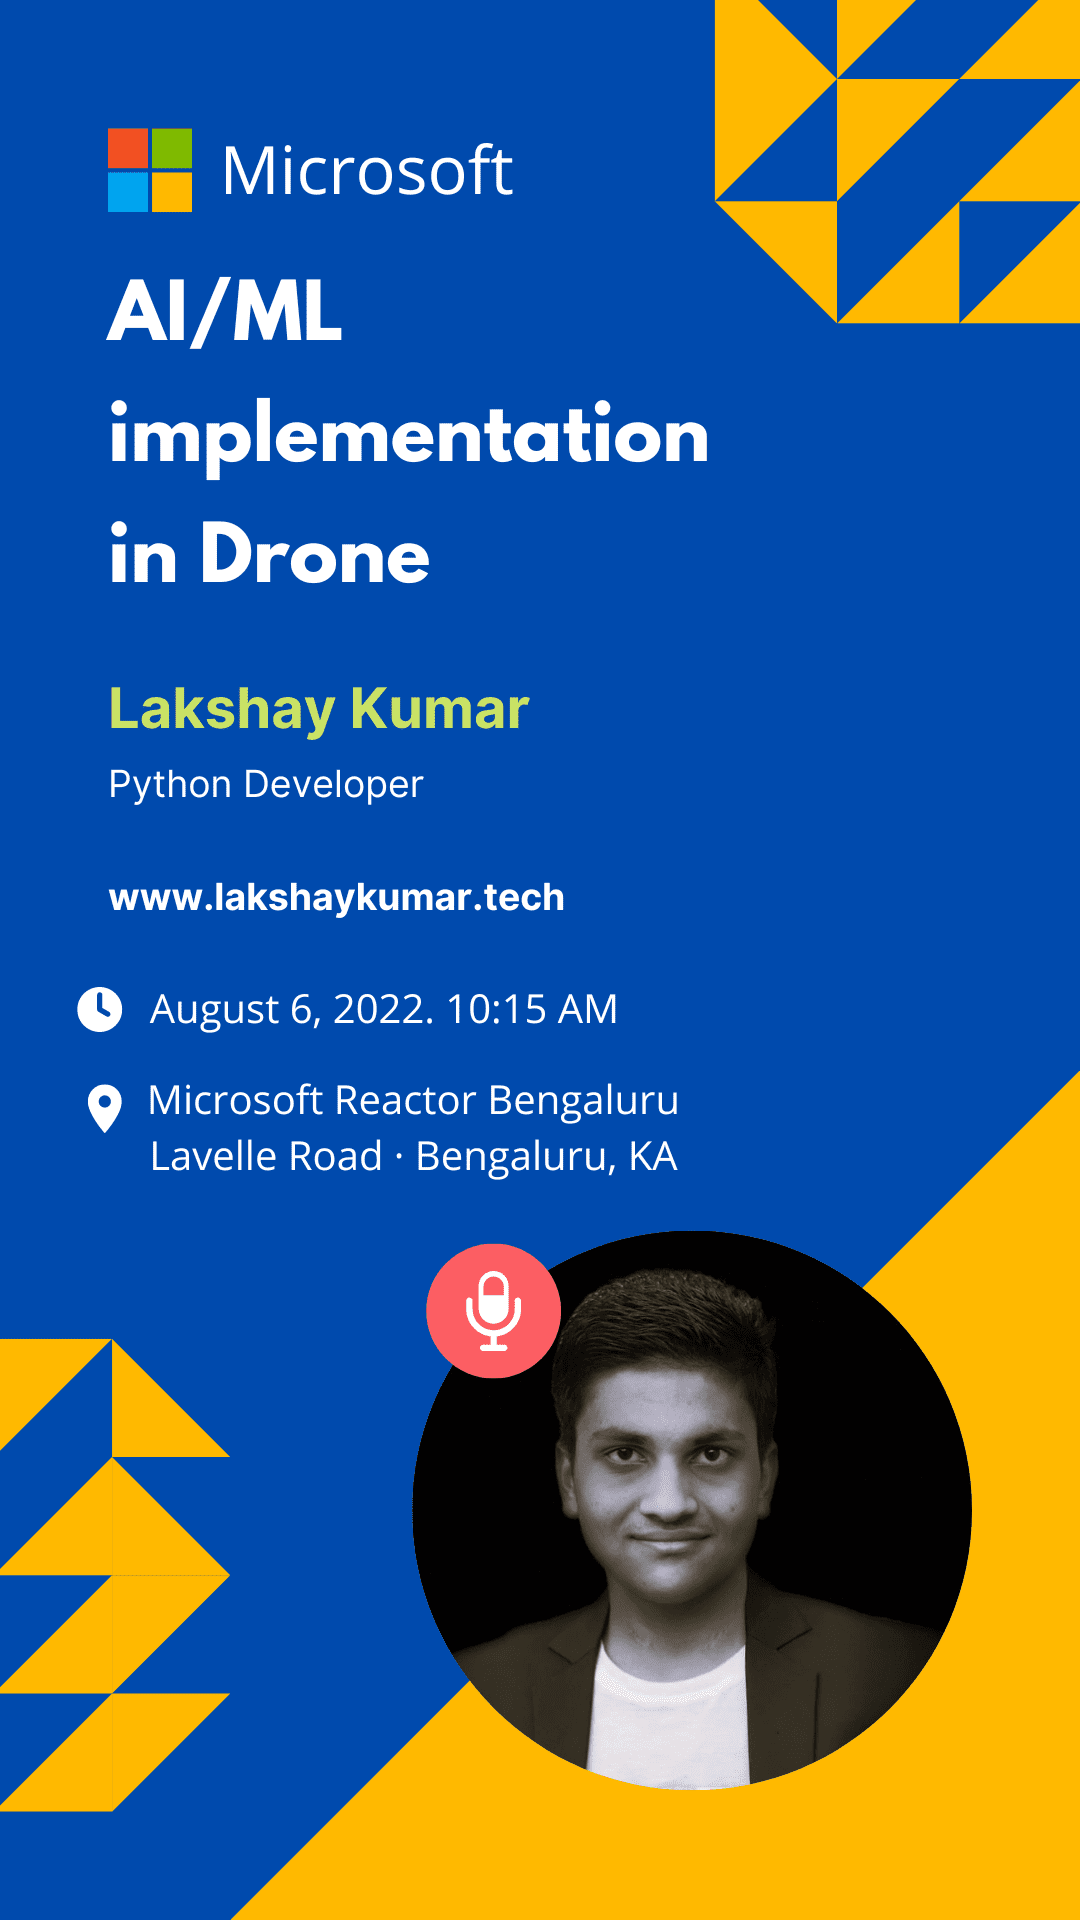 Microsoft
AI/ML
implementation
in Drone
Lakshay Kumar
Python Developer
www.lakshaykumar.tech
August 6, 2022. 10:15 AM
Microsoft Reactor Bengaluru
Lavelle Road · Bengaluru, KA